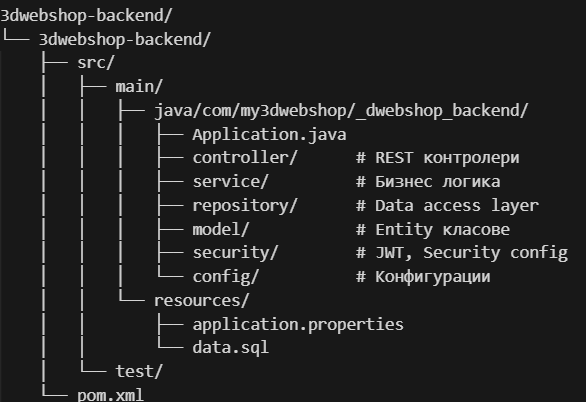 3dwebshop-backend/
└── 3dwebshop-backend/
    ├── src/
    │   ├── main/
    │   │   ├── java/com/my3dwebshop/_dwebshop_backend/
    │   │   │   ├── Application.java
    │   │   │   ├── controller/      # REST контролери
    │   │   │   ├── service/         # Бизнес логика
    │   │   │   ├── repository/      # Data access layer
    │   │   │   ├── model/           # Entity класове
    │   │   │   ├── security/        # JWT, Security config
    │   │   │   └── config/          # Конфигурации
    │   │   └── resources/
    │   │       ├── application.properties
    │   │       └── data.sql
    │   └── test/
    └── pom.xml